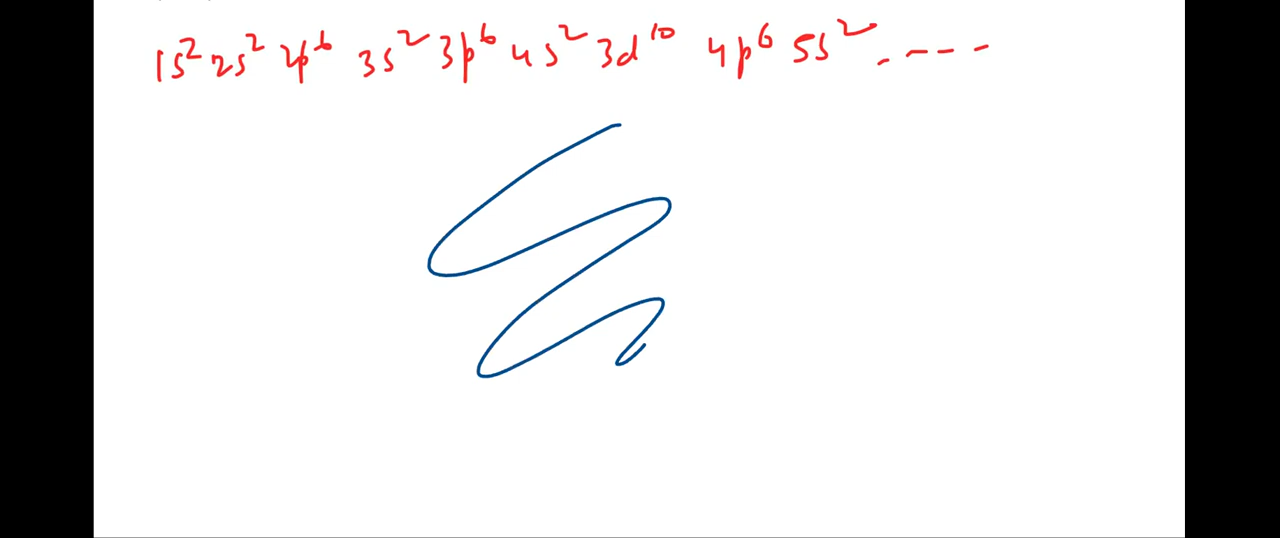 1s² 2s² 2p⁶ 3s² 3p⁶ 4s² 3d¹⁰ 4p⁶ 5s² . - - -